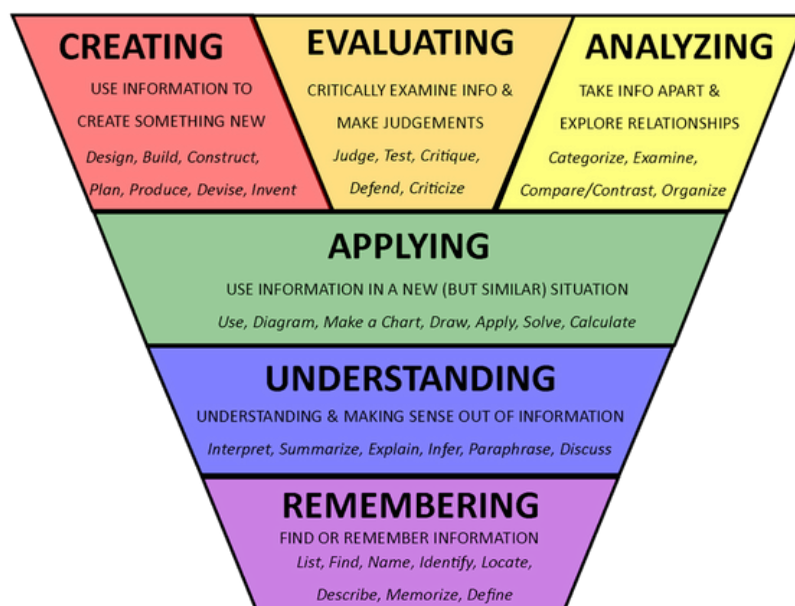 CREATING
USE INFORMATION TO
CREATE SOMETHING NEW
Design, Build, Construct,
Plan, Produce, Devise, Invent
EVALUATING
CRITICALLY EXAMINE INFO &
MAKE JUDGEMENTS
Judge, Test, Critique,
Defend, Criticize
ANALYZING
TAKE INFO APART &
EXPLORE RELATIONSHIPS
Categorize, Examine,
Compare/Contrast, Organize
APPLYING
USE INFORMATION IN A NEW (BUT SIMILAR) SITUATION
Use, Diagram, Make a Chart, Draw, Apply, Solve, Calculate
UNDERSTANDING
UNDERSTANDING & MAKING SENSE OUT OF INFORMATION
Interpret, Summarize, Explain, Infer, Paraphrase, Discuss
REMEMBERING
FIND OR REMEMBER INFORMATION
List, Find, Name, Identify, Locate,
Describe, Memorize, Define